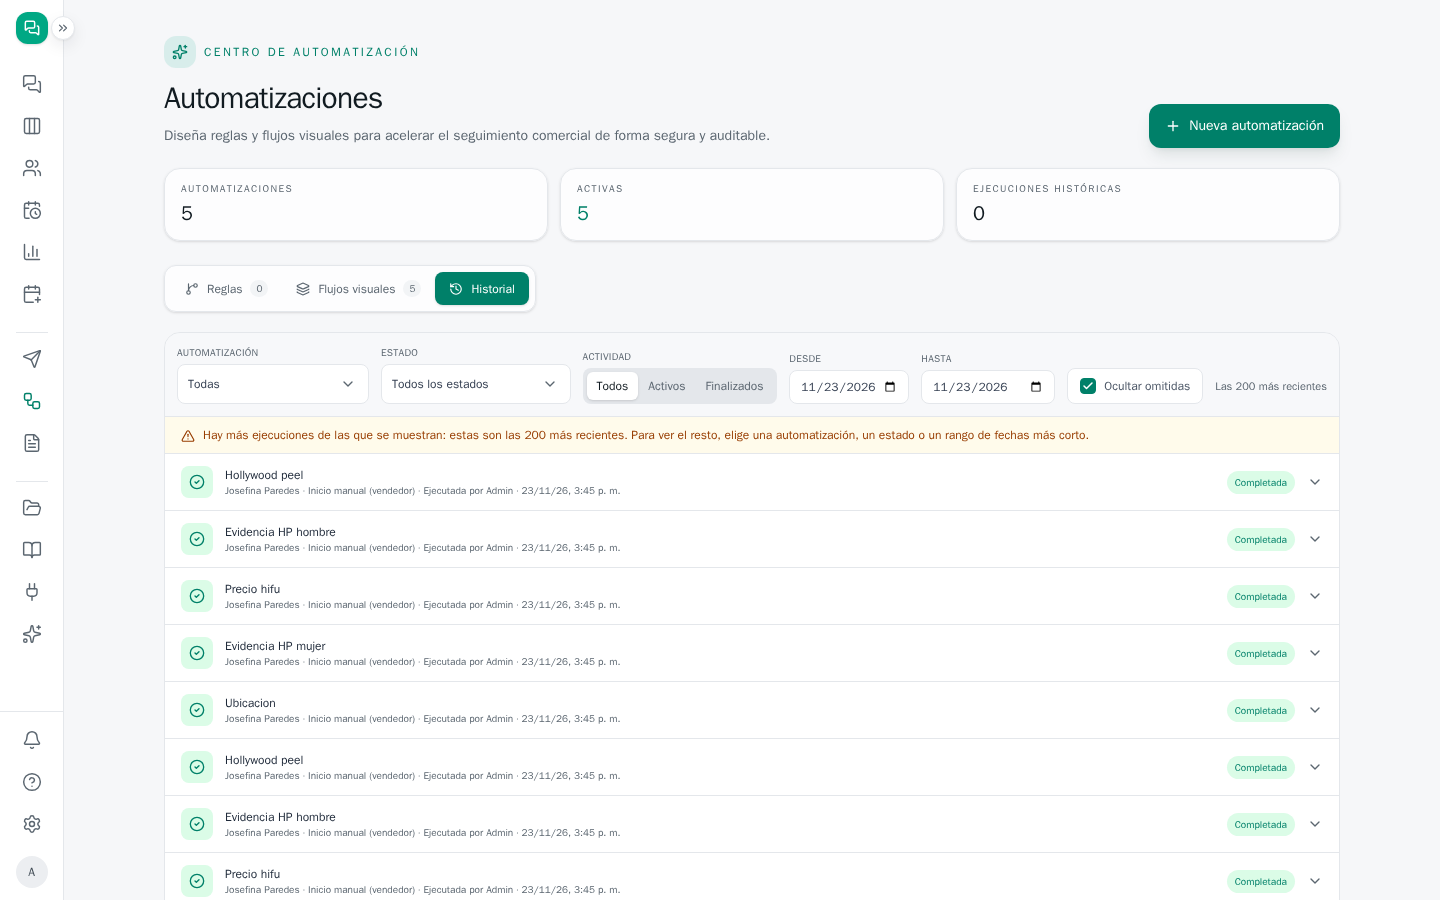 CENTRO DE AUTOMATIZACIÓN
Automatizaciones
Diseña reglas y flujos visuales para acelerar el seguimiento comercial de forma segura y auditable.
Nueva automatización
AUTOMATIZACIONES
5
ACTIVAS
5
EJECUCIONES HISTÓRICAS
0
Reglas 0
Flujos visuales 5
Historial
AUTOMATIZACIÓN
Todas
ESTADO
Todos los estados
ACTIVIDAD
Todos Activos Finalizados
DESDE
11/23/2026
HASTA
11/23/2026
Ocultar omitidas
Las 200 más recientes
Hay más ejecuciones de las que se muestran: estas son las 200 más recientes. Para ver el resto, elige una automatización, un estado o un rango de fechas más corto.
Hollywood peel
Josefina Paredes · Inicio manual (vendedor) · Ejecutada por Admin · 23/11/26, 3:45 p. m.
Completada
Evidencia HP hombre
Josefina Paredes · Inicio manual (vendedor) · Ejecutada por Admin · 23/11/26, 3:45 p. m.
Completada
Precio hifu
Josefina Paredes · Inicio manual (vendedor) · Ejecutada por Admin · 23/11/26, 3:45 p. m.
Completada
Evidencia HP mujer
Josefina Paredes · Inicio manual (vendedor) · Ejecutada por Admin · 23/11/26, 3:45 p. m.
Completada
Ubicacion
Josefina Paredes · Inicio manual (vendedor) · Ejecutada por Admin · 23/11/26, 3:45 p. m.
Completada
Hollywood peel
Josefina Paredes · Inicio manual (vendedor) · Ejecutada por Admin · 23/11/26, 3:45 p. m.
Completada
Evidencia HP hombre
Josefina Paredes · Inicio manual (vendedor) · Ejecutada por Admin · 23/11/26, 3:45 p. m.
Completada
Precio hifu
Josefina Paredes · Inicio manual (vendedor) · Ejecutada por Admin · 23/11/26, 3:45 p. m.
Completada
A